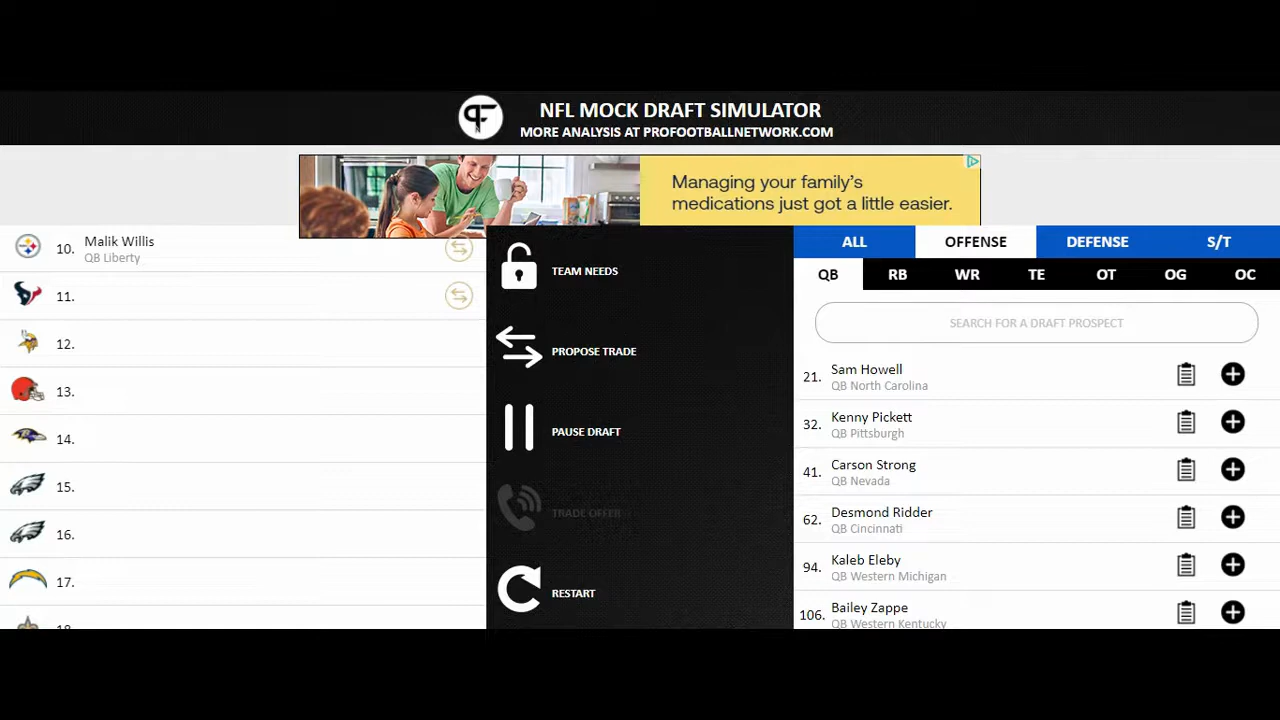 NFL MOCK DRAFT SIMULATOR
MORE ANALYSIS AT PROFOOTBALLNETWORK.COM
Managing your family's
medications just got a little easier.
10. Malik Willis
QB Liberty
11.
12.
13.
14.
15.
16.
17.
18.
TEAM NEEDS
PROPOSE TRADE
PAUSE DRAFT
TRADE OFFER
RESTART
ALL OFFENSE DEFENSE S/T
QB RB WR TE OT OG OC
SEARCH FOR A DRAFT PROSPECT
21. Sam Howell
QB North Carolina
32. Kenny Pickett
QB Pittsburgh
41. Carson Strong
QB Nevada
62. Desmond Ridder
QB Cincinnati
94. Kaleb Eleby
QB Western Michigan
106. Bailey Zappe
QB Western Kentucky